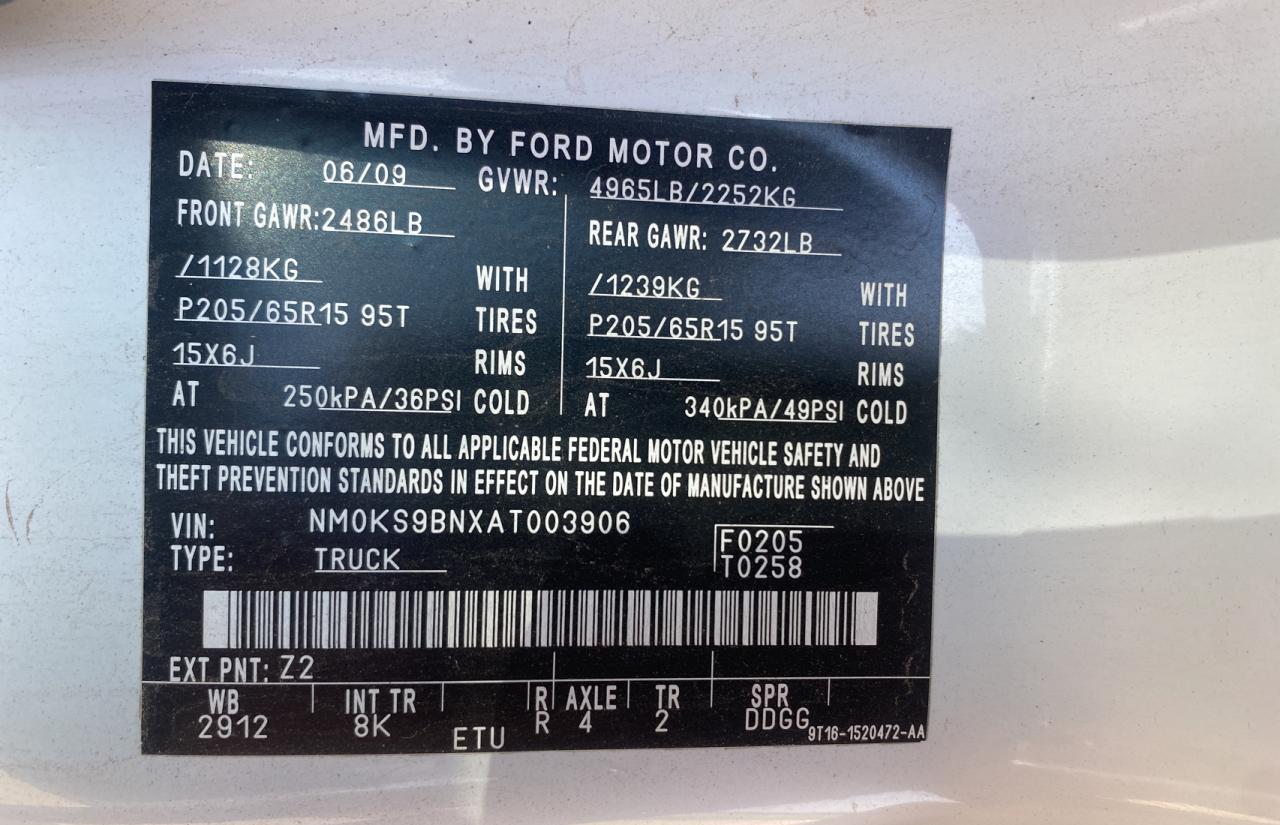 MFD. BY FORD MOTOR CO.
DATE: 06/09 GVWR: 4965LB/2252KG
FRONT GAWR:2486LB REAR GAWR: 2732LB
/1128KG WITH /1239KG WITH
P205/65R15 95T TIRES P205/65R15 95T TIRES
15X6J RIMS 15X6J RIMS
AT 250kPA/36PSI COLD AT 340kPA/49PSI COLD
THIS VEHICLE CONFORMS TO ALL APPLICABLE FEDERAL MOTOR VEHICLE SAFETY AND
THEFT PREVENTION STANDARDS IN EFFECT ON THE DATE OF MANUFACTURE SHOWN ABOVE
VIN: NM0KS9BNXAT003906 F0205
TYPE: TRUCK T0258
EXT PNT: Z2
WB INT TR R AXLE TR SPR
2912 8K ETU R 4 2 DDGG 9T16-1520472-AA